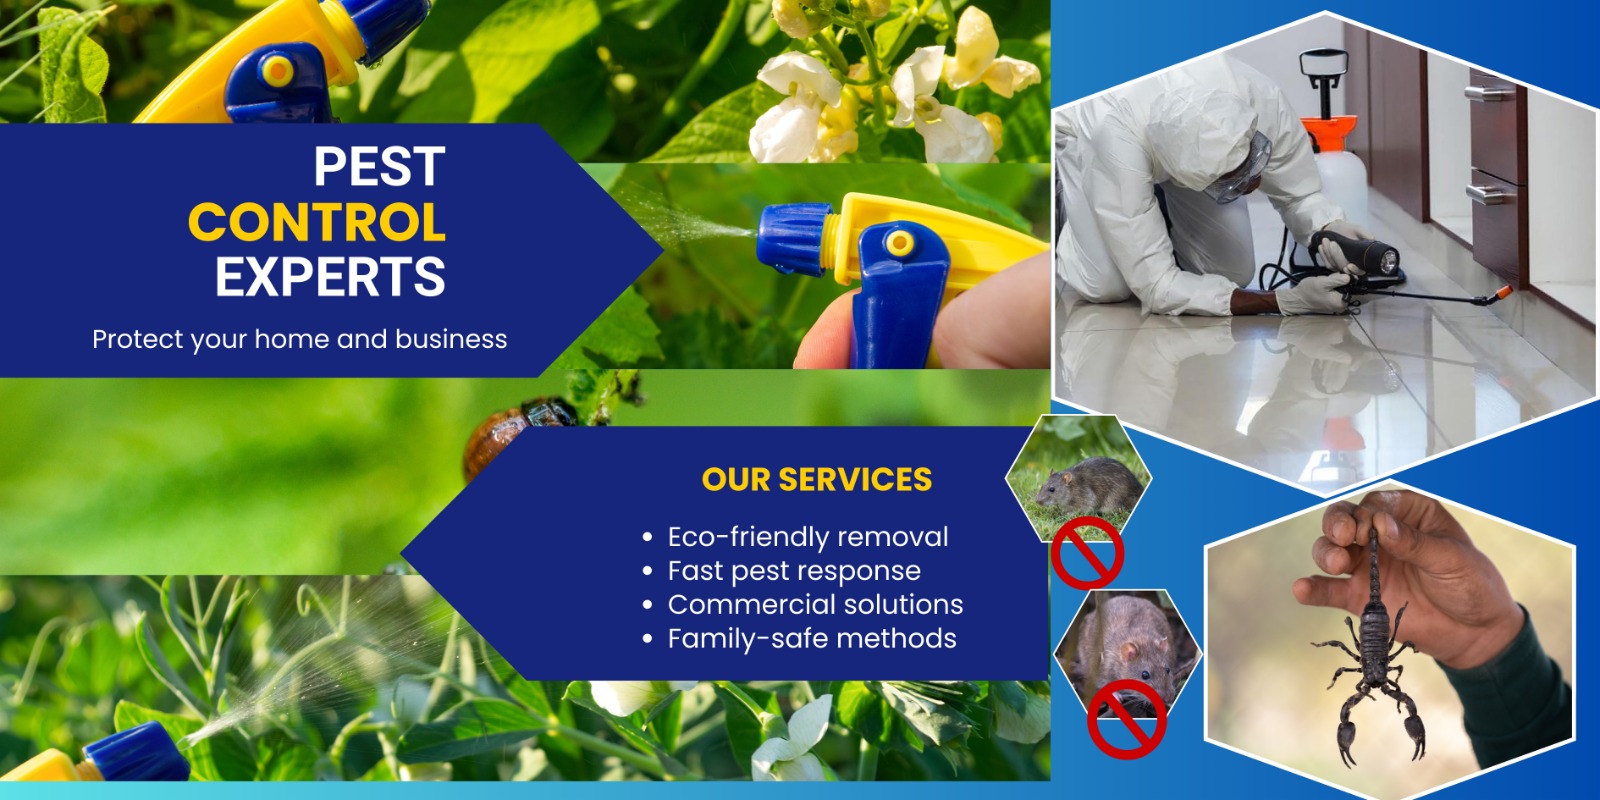 PEST
CONTROL
EXPERTS
Protect your home and business
OUR SERVICES
• Eco-friendly removal
• Fast pest response
• Commercial solutions
• Family-safe methods